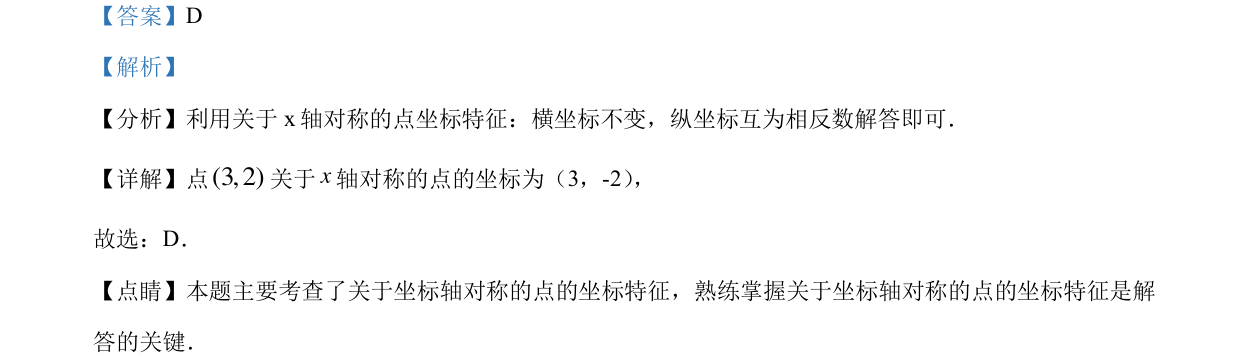 【答案】D
【解析】
【分析】利用关于 x 轴对称的点坐标特征：横坐标不变，纵坐标互为相反数解答即可．
【详解】点(3,2)关于x轴对称的点的坐标为（3，-2），
故选：D．
【点睛】本题主要考查了关于坐标轴对称的点的坐标特征，熟练掌握关于坐标轴对称的点的坐标特征是解
答的关键．